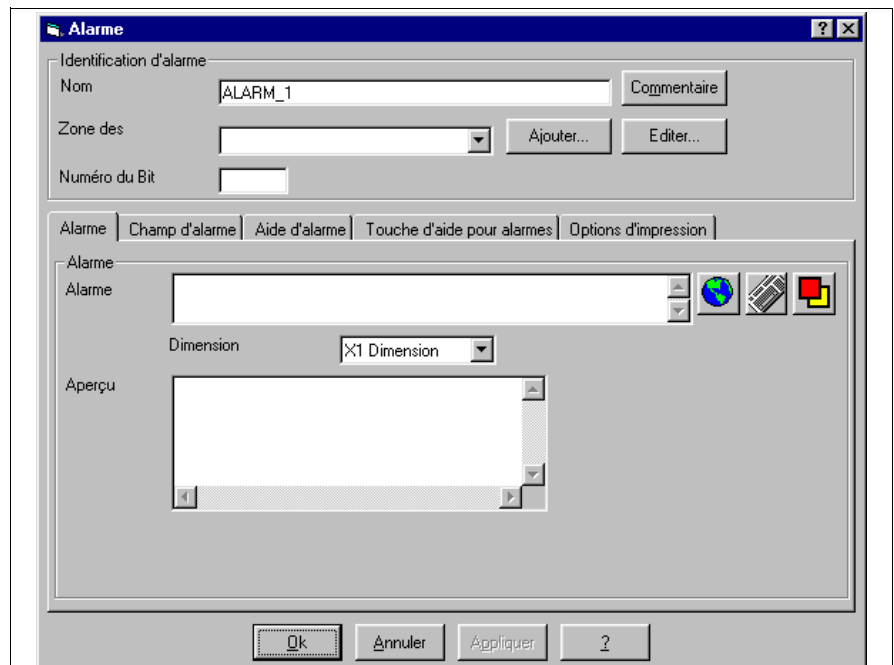 Alarme
Identification d'alarme
Nom
ALARM_1
Commentaire
Zone des
Ajouter...
Editer...
Numéro du Bit
Alarme
Champ d'alarme
Aide d'alarme
Touche d'aide pour alarmes
Options d'impression
Alarme
Alarme
Dimension
X1 Dimension
Aperçu
Ok
Annuler
Appliquer
?